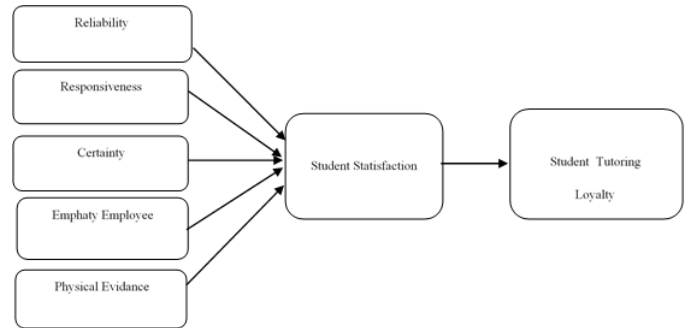 Reliability
Responsiveness
Certainty
Emphaty Employee
Physical Evidance
Student Statisfaction
Student Tutoring
Loyalty